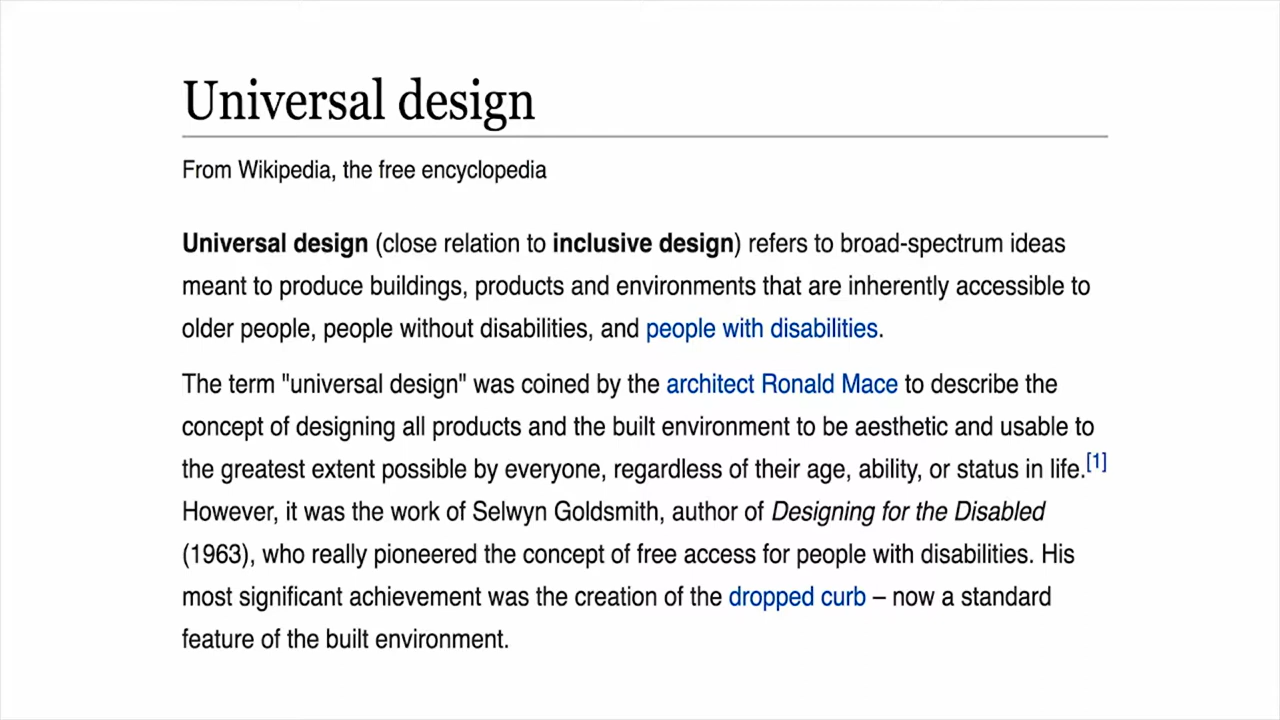 Universal design
From Wikipedia, the free encyclopedia
Universal design (close relation to inclusive design) refers to broad-spectrum ideas
meant to produce buildings, products and environments that are inherently accessible to
older people, people without disabilities, and people with disabilities.
The term "universal design" was coined by the architect Ronald Mace to describe the
concept of designing all products and the built environment to be aesthetic and usable to
the greatest extent possible by everyone, regardless of their age, ability, or status in life.[1]
However, it was the work of Selwyn Goldsmith, author of Designing for the Disabled
(1963), who really pioneered the concept of free access for people with disabilities. His
most significant achievement was the creation of the dropped curb – now a standard
feature of the built environment.